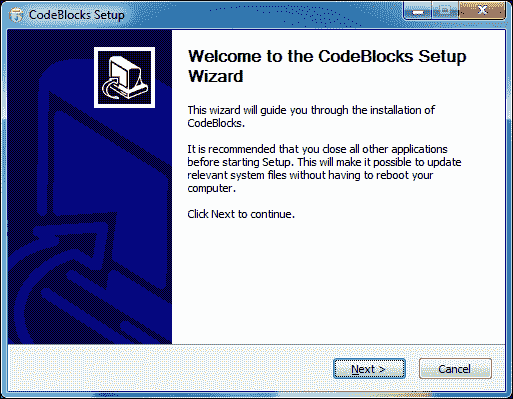 CodeBlocks Setup
Welcome to the CodeBlocks Setup
Wizard
This wizard will guide you through the installation of
CodeBlocks.
It is recommended that you close all other applications
before starting Setup. This will make it possible to update
relevant system files without having to reboot your
computer.
Click Next to continue.
Next >
Cancel